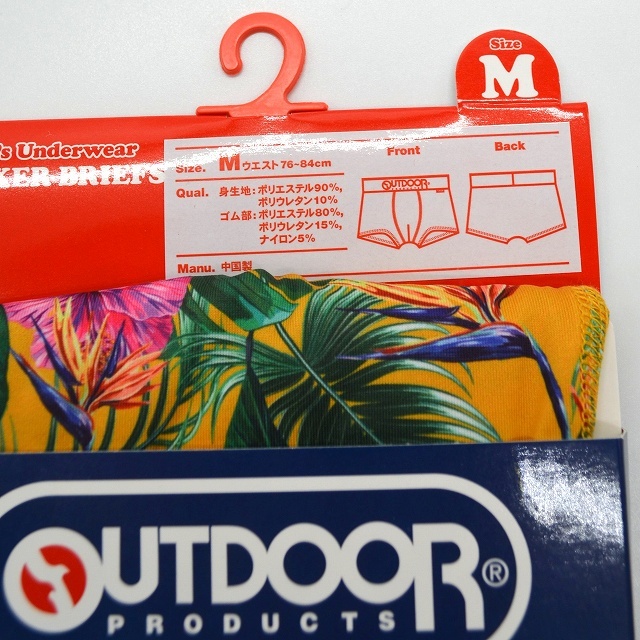 Size
M
's Underwear
KER BRIEFS
Size. M ウエスト76~84cm
Qual. 身生地:ポリエステル90%,
ポリウレタン10%
ゴム部:ポリエステル80%,
ポリウレタン15%,
ナイロン5%
Manu. 中国製
Front
Back
OUTDOOR
OUTDOOR®
PRODUCTS